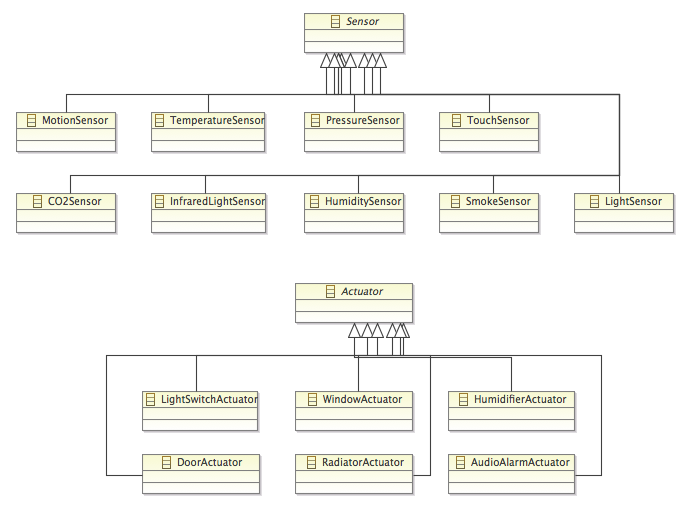 Sensor
MotionSensor
TemperatureSensor
PressureSensor
TouchSensor
CO2Sensor
InfraredLightSensor
HumiditySensor
SmokeSensor
LightSensor
Actuator
LightSwitchActuator
WindowActuator
HumidifierActuator
DoorActuator
RadiatorActuator
AudioAlarmActuator